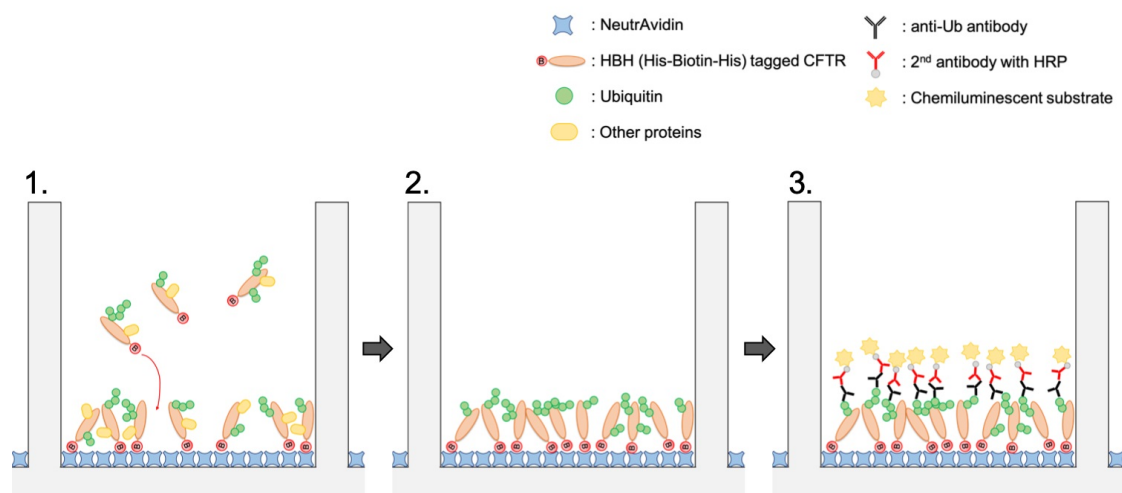 : NeutrAvidin
B : HBH (His-Biotin-His) tagged CFTR
: Ubiquitin
: Other proteins
: anti-Ub antibody
: 2nd antibody with HRP
: Chemiluminescent substrate
1.
2.
3.